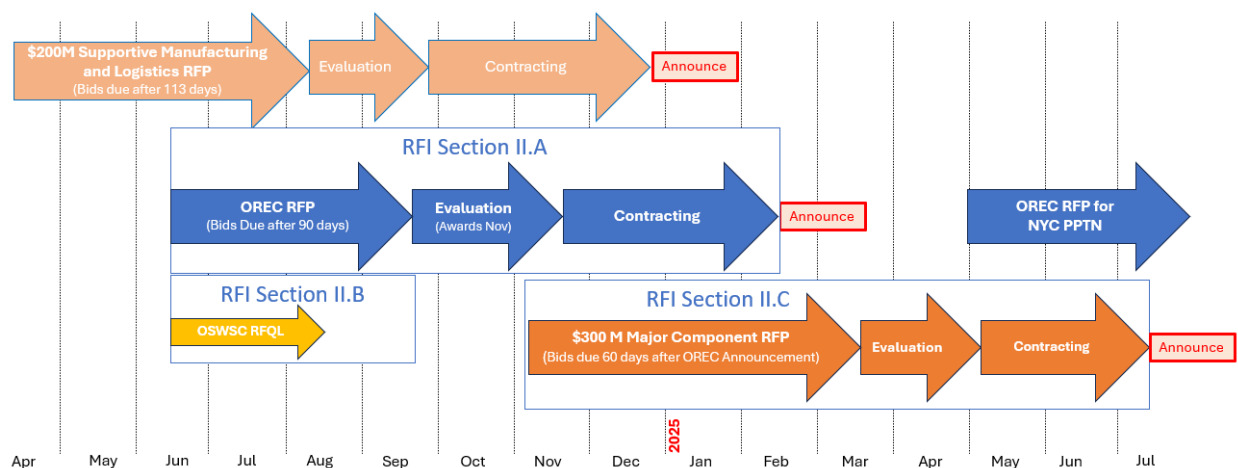 $200M Supportive Manufacturing
and Logistics RFP
(Bids due after 113 days)
Evaluation
Contracting
Announce
RFI Section II.A
OREC RFP
(Bids Due after 90 days)
Evaluation
(Awards Nov)
Contracting
Announce
OREC RFP for
NYC PPTN
RFI Section II.B
OSWSC RFQL
RFI Section II.C
$300 M Major Component RFP
(Bids due 60 days after OREC Announcement)
Evaluation
Contracting
Announce
2025
Apr May Jun Jul Aug Sep Oct Nov Dec Jan Feb Mar Apr May Jun Jul